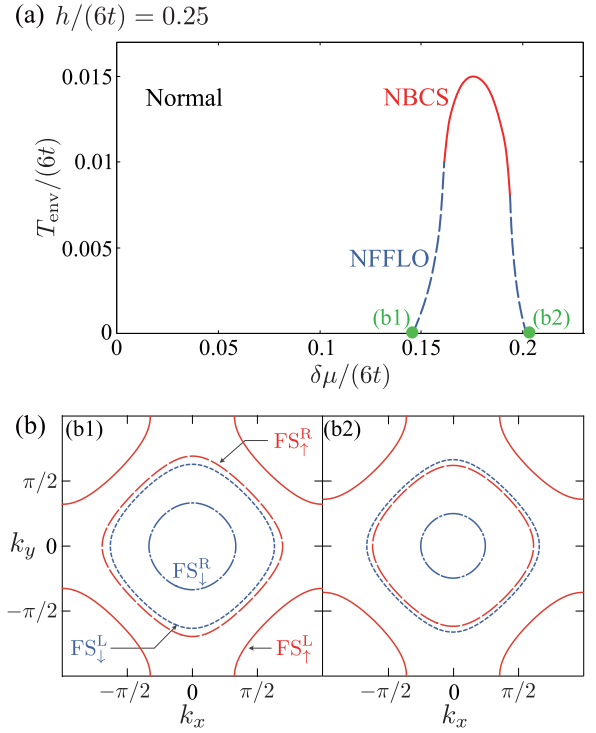 (a) h/(6t) = 0.25
0.015
Normal
NBCS
0.01
T_env/(6t)
0.005
NFFLO
(b1)
(b2)
0
0
0.05
0.1
0.15
0.2
δμ/(6t)
(b)
(b1)
(b2)
FS↑^R
π/2
k_y
0
FS↓^R
−π/2
FS↓^L
FS↑^L
−π/2
0
π/2
−π/2
0
π/2
k_x
k_x